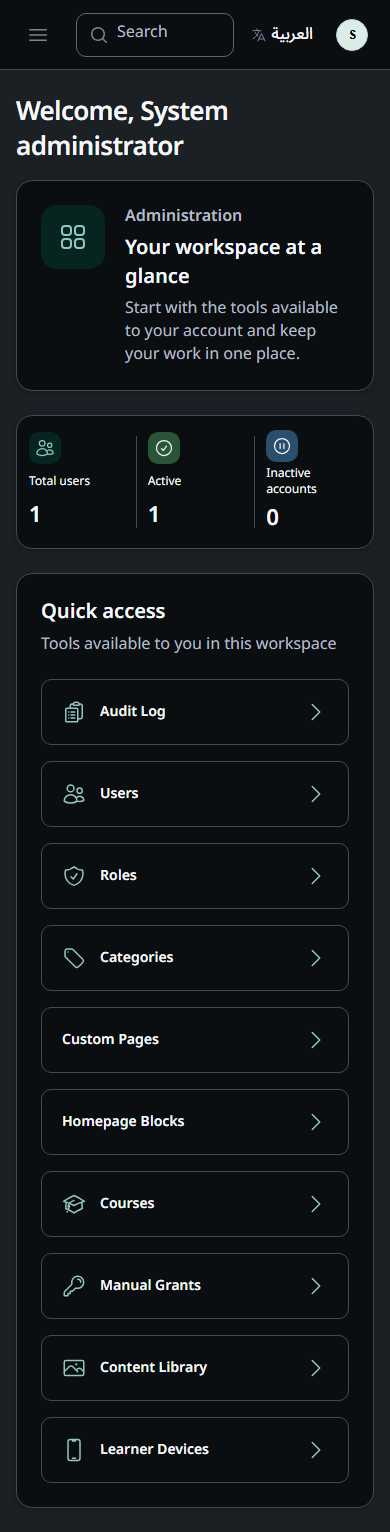 Search
العربية
S
Welcome, System
administrator
Administration
Your workspace at a
glance
Start with the tools available
to your account and keep
your work in one place.
Total users
1
Active
1
Inactive
accounts
0
Quick access
Tools available to you in this workspace
Audit Log
Users
Roles
Categories
Custom Pages
Homepage Blocks
Courses
Manual Grants
Content Library
Learner Devices